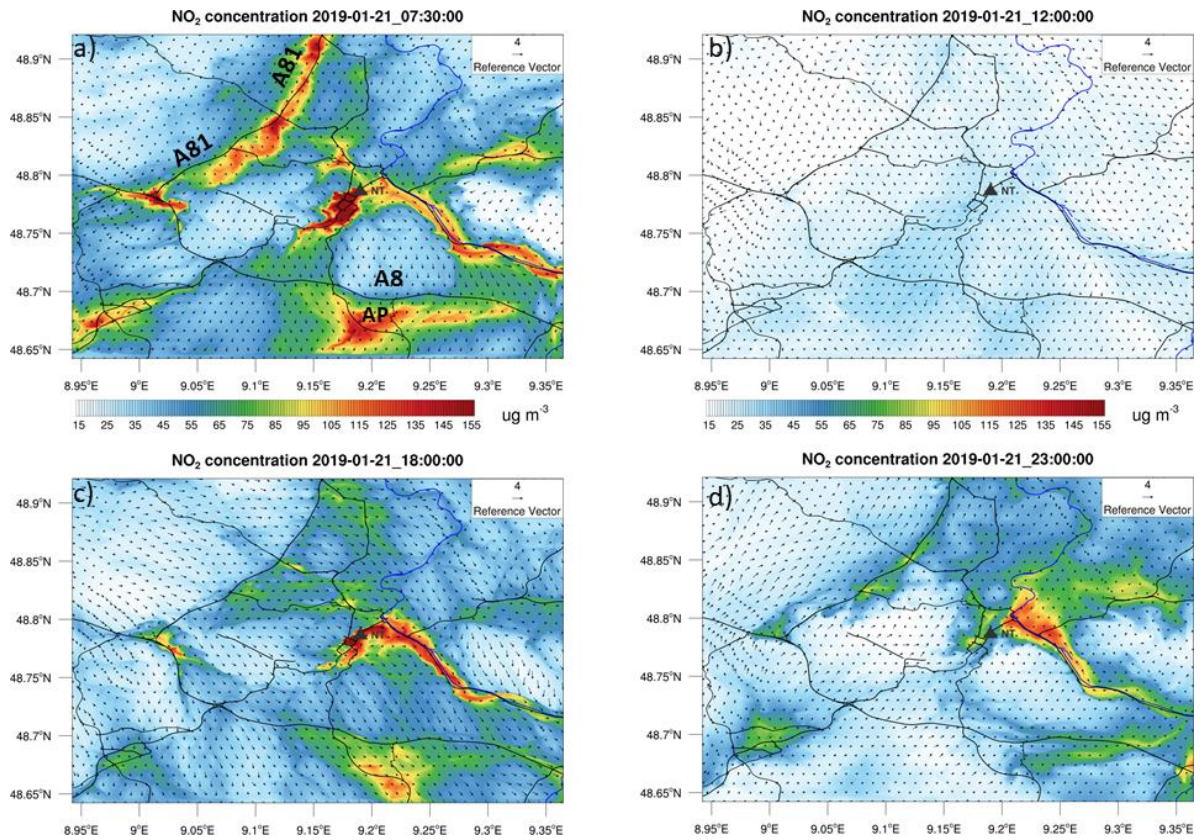 NO₂ concentration 2019-01-21_07:30:00
a)
4
Reference Vector
A81
A81
NT
A8
AP
48.9°N
48.85°N
48.8°N
48.75°N
48.7°N
48.65°N
8.95°E 9°E 9.05°E 9.1°E 9.15°E 9.2°E 9.25°E 9.3°E 9.35°E
15 25 35 45 55 65 75 85 95 105 115 125 135 145 155
ug m⁻³
NO₂ concentration 2019-01-21_12:00:00
b)
4
Reference Vector
NT
48.9°N
48.85°N
48.8°N
48.75°N
48.7°N
48.65°N
8.95°E 9°E 9.05°E 9.1°E 9.15°E 9.2°E 9.25°E 9.3°E 9.35°E
15 25 35 45 55 65 75 85 95 105 115 125 135 145 155
ug m⁻³
NO₂ concentration 2019-01-21_18:00:00
c)
4
Reference Vector
NT
48.9°N
48.85°N
48.8°N
48.75°N
48.7°N
48.65°N
8.95°E 9°E 9.05°E 9.1°E 9.15°E 9.2°E 9.25°E 9.3°E 9.35°E
NO₂ concentration 2019-01-21_23:00:00
d)
4
Reference Vector
NT
48.9°N
48.85°N
48.8°N
48.75°N
48.7°N
48.65°N
8.95°E 9°E 9.05°E 9.1°E 9.15°E 9.2°E 9.25°E 9.3°E 9.35°E